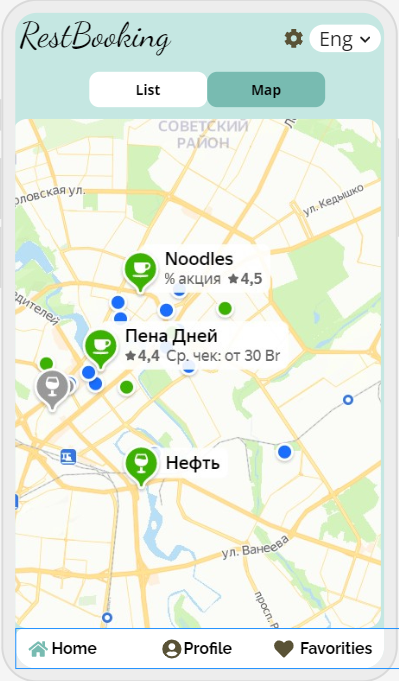 RestBooking
Eng
List
Map
СОВЕТСКИЙ
РАЙОН
ловская ул.
ул. Кедышко
Noodles
% акция ★4,5
дителей
Пена Дней
★4,4 Ср. чек: от 30 Br
Нефть
ул. Ванеева
просп. Р
Home
Profile
Favorities